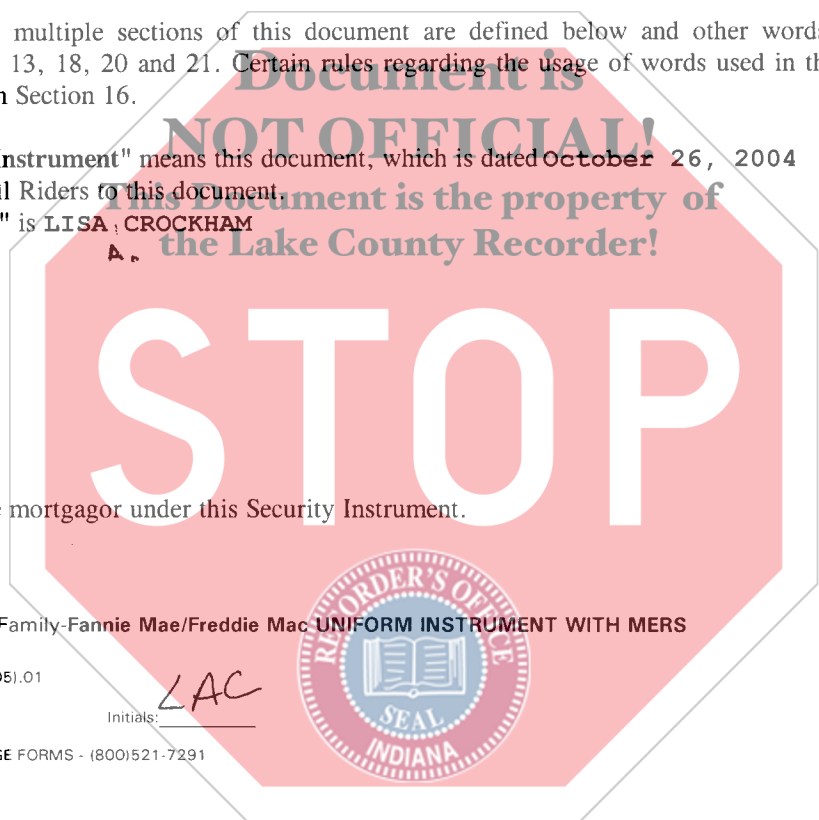 multiple sections of this document are defined below and other words
13, 18, 20 and 21. Certain rules regarding the usage of words used in th
Section 16.
Document is
NOT OFFICIAL!
This Document is the property of
the Lake County Recorder!
Instrument" means this document, which is dated October 26, 2004
Riders to this document.
" is LISA CROCKHAM
A.
STOP
mortgagor under this Security Instrument.
Family-Fannie Mae/Freddie Mac UNIFORM INSTRUMENT WITH MERS
.01
Initials: LAC
FORMS - (800)521-7291
RECORDER'S OFFICE
SEAL
INDIANA